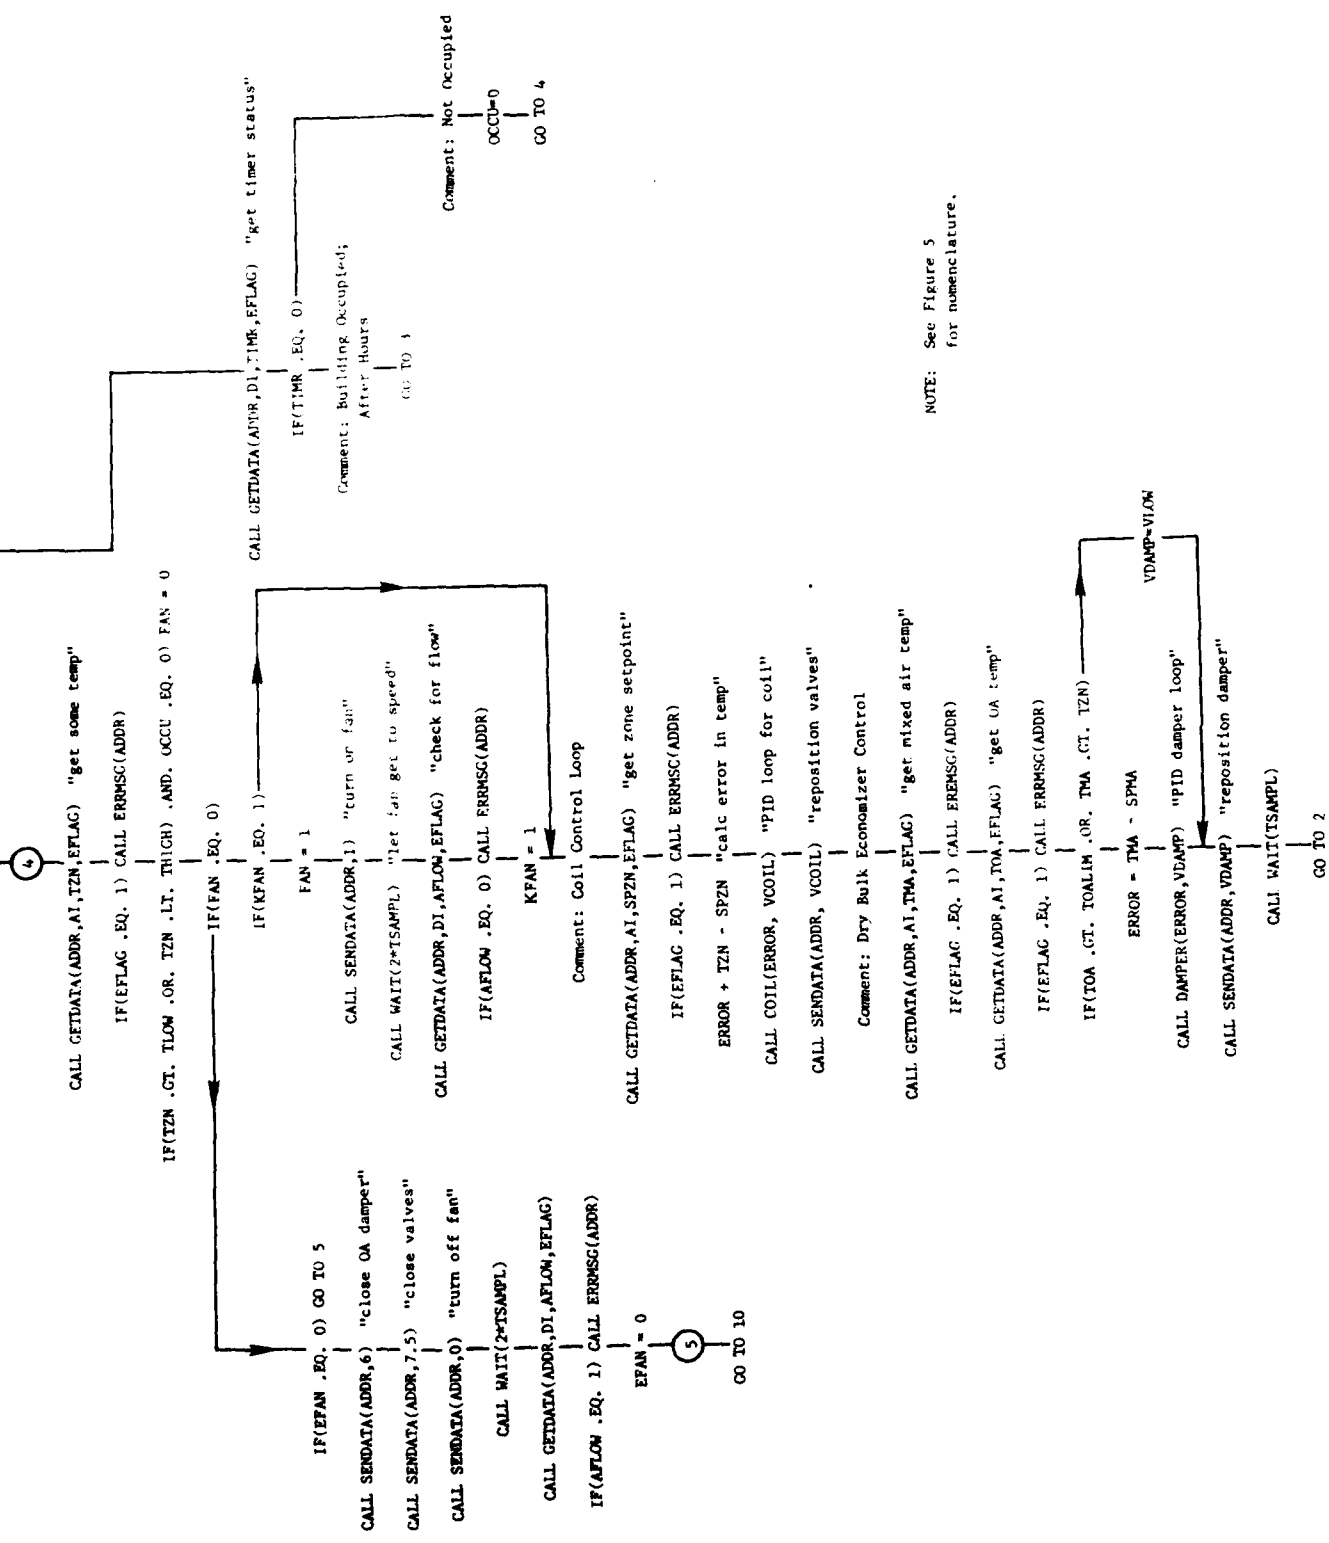 4
CALL GETDATA(ADDR,AI,TZN,EFLAG) "get some temp"
IF(EFLAG .EQ. 1) CALL ERRMSG(ADDR)
IF(TZN .GT. TLOW .OR. TZN .LT. THIGH) .AND. OCCU .EQ. 0) FAN = 0
IF(FAN .EQ. 0)
IF(KFAN .EQ. 1)
FAN = 1
CALL SENDATA(ADDR,1) "turn or fan"
CALL WAIT(2*TSAMPL) "let fan get to speed"
CALL GETDATA(ADDR,DI,AFLOW,EFLAG) "check for flow"
IF(AFLOW .EQ. 0) CALL ERRMSG(ADDR)
KFAN = 1
Comment: Coil Control Loop
CALL GETDATA(ADDR,AI,SPZN,EFLAG) "get zone setpoint"
IF(EFLAG .EQ. 1) CALL ERRMSG(ADDR)
ERROR + TZN - SPZN "calc error in temp"
CALL COIL(ERROR, VCOIL) "PID loop for coil"
CALL SENDATA(ADDR, VCOIL) "reposition valves"
Comment: Dry Bulk Economizer Control
CALL GETDATA(ADDR,AI,TMA,EFLAG) "get mixed air temp"
IF(EFLAG .EQ. 1) CALL EREMSG(ADDR)
CALL GETDATA(ADDR,AI,TOA,EFLAG) "get OA temp"
IF(EFLAG .EQ. 1) CALL ERRMSG(ADDR)
IF(TOA .GT. TOALIM .OR. TMA .GT. TZN)
VDAMP=VLOW
ERROR = TMA - SPMA
CALL DAMPER(ERROR,VDAMP) "PID damper loop"
CALL SENDATA(ADDR,VDAMP) "reposition damper"
CALL WAIT(TSAMPL)
GO TO 2
IF(EFAN .EQ. 0) GO TO 5
CALL SENDATA(ADDR,6) "close OA damper"
CALL SENDATA(ADDR,7.5) "close valves"
CALL SENDATA(ADDR,0) "turn off fan"
CALL WAIT(2*TSAMPL)
CALL GETDATA(ADDR,DI,AFLOW,EFLAG)
IF(AFLOW .EQ. 1) CALL ERRMSG(ADDR)
EFAN = 0
5
GO TO 10
CALL GETDATA(ADDR,DI,TIMR,EFLAG) "get timer status"
IF(TIMR .EQ. 0)
Comment: Building Occupied;
After Hours
GO TO
Comment: Not Occupied
OCCU=0
GO TO 4
NOTE: See Figure 5
for nomenclature.